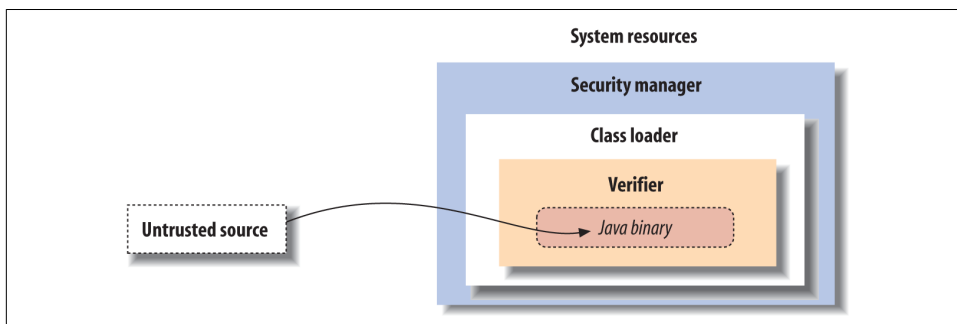 System resources
Security manager
Class loader
Verifier
Untrusted source
Java binary